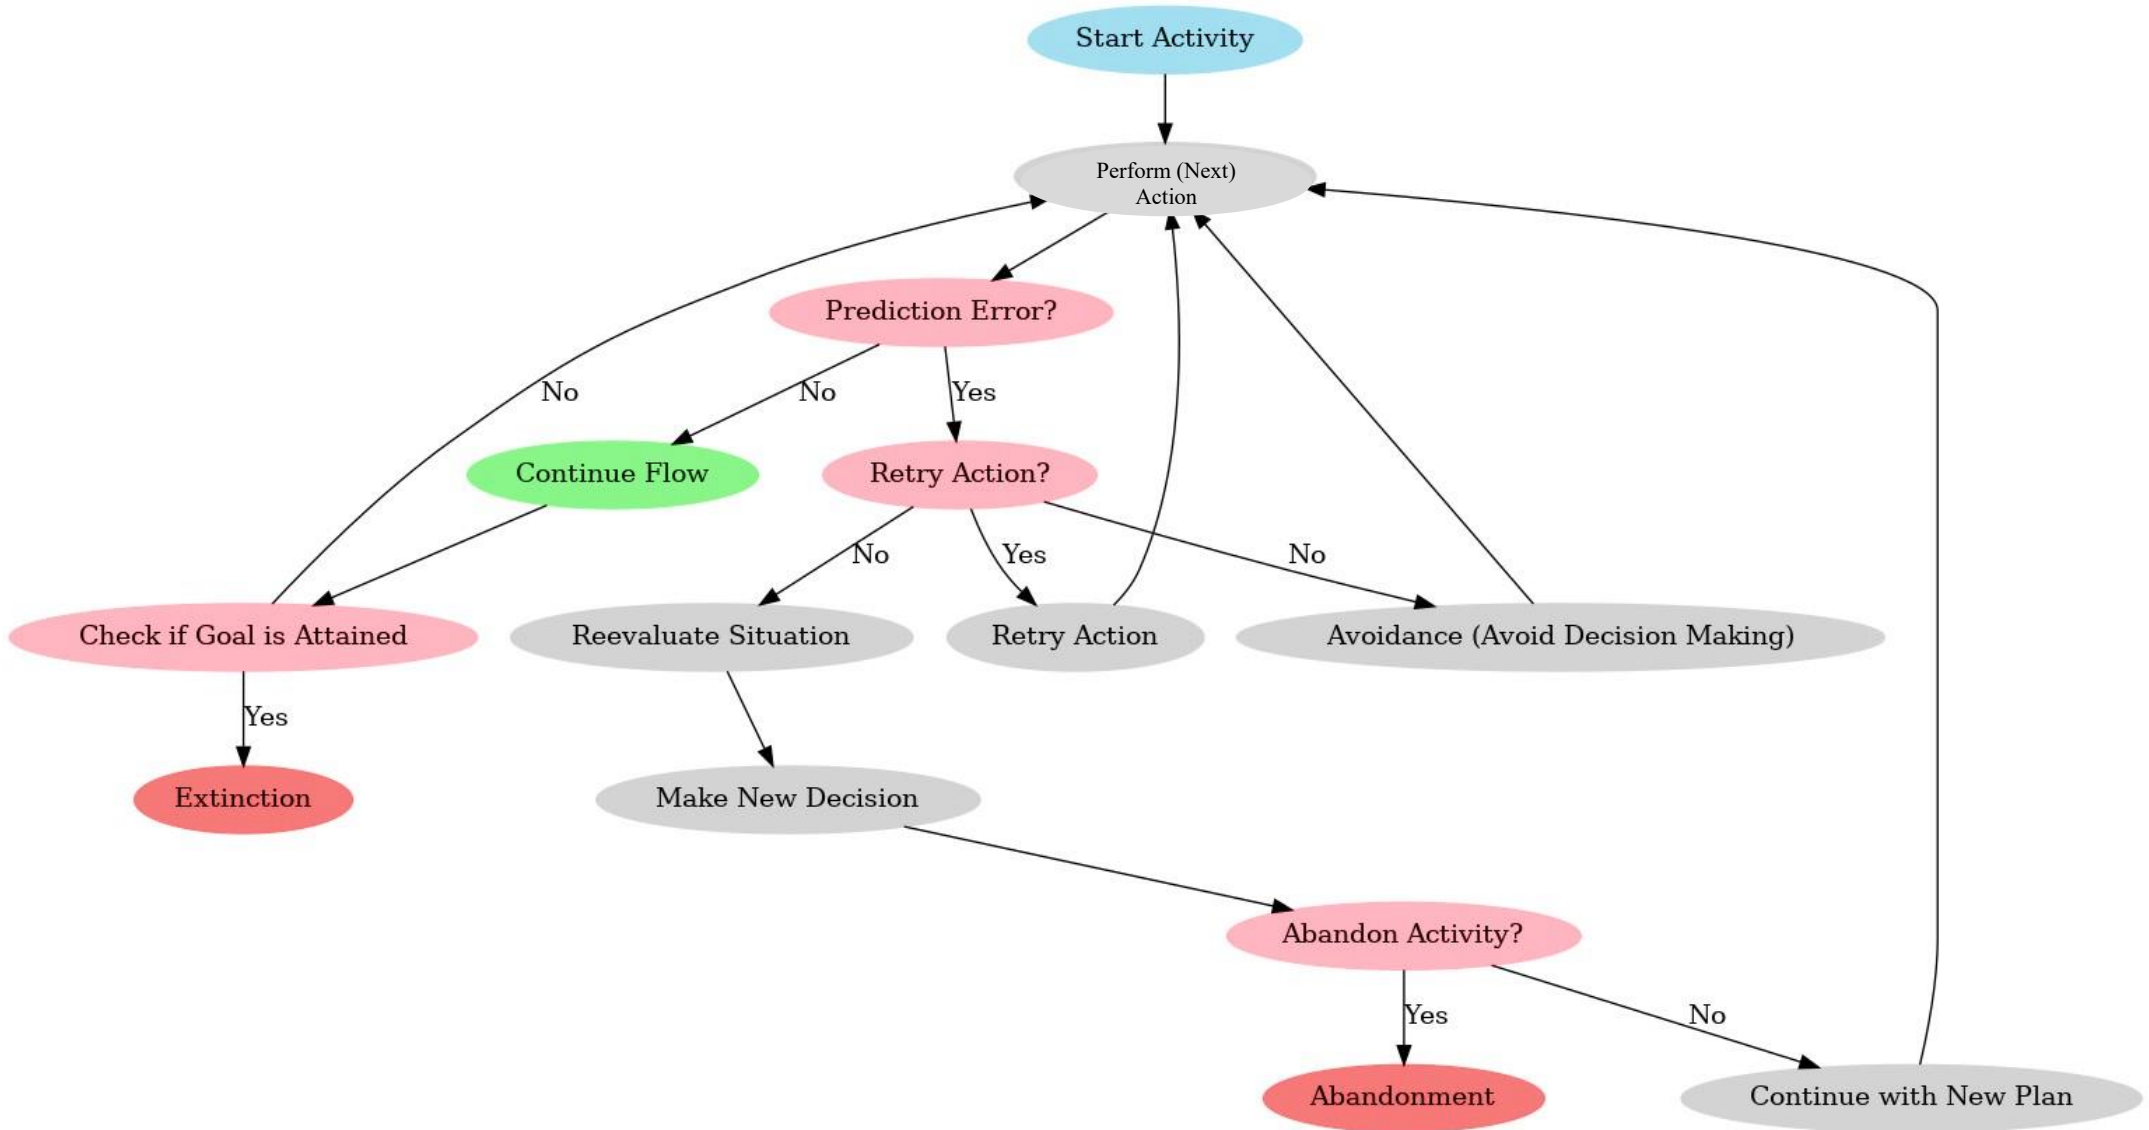 Start Activity
Perform (Next)
Action
Prediction Error?
No
No
Yes
Continue Flow
Retry Action?
No
Yes
No
Check if Goal is Attained
Reevaluate Situation
Retry Action
Avoidance (Avoid Decision Making)
Yes
Extinction
Make New Decision
Abandon Activity?
Yes
No
Abandonment
Continue with New Plan